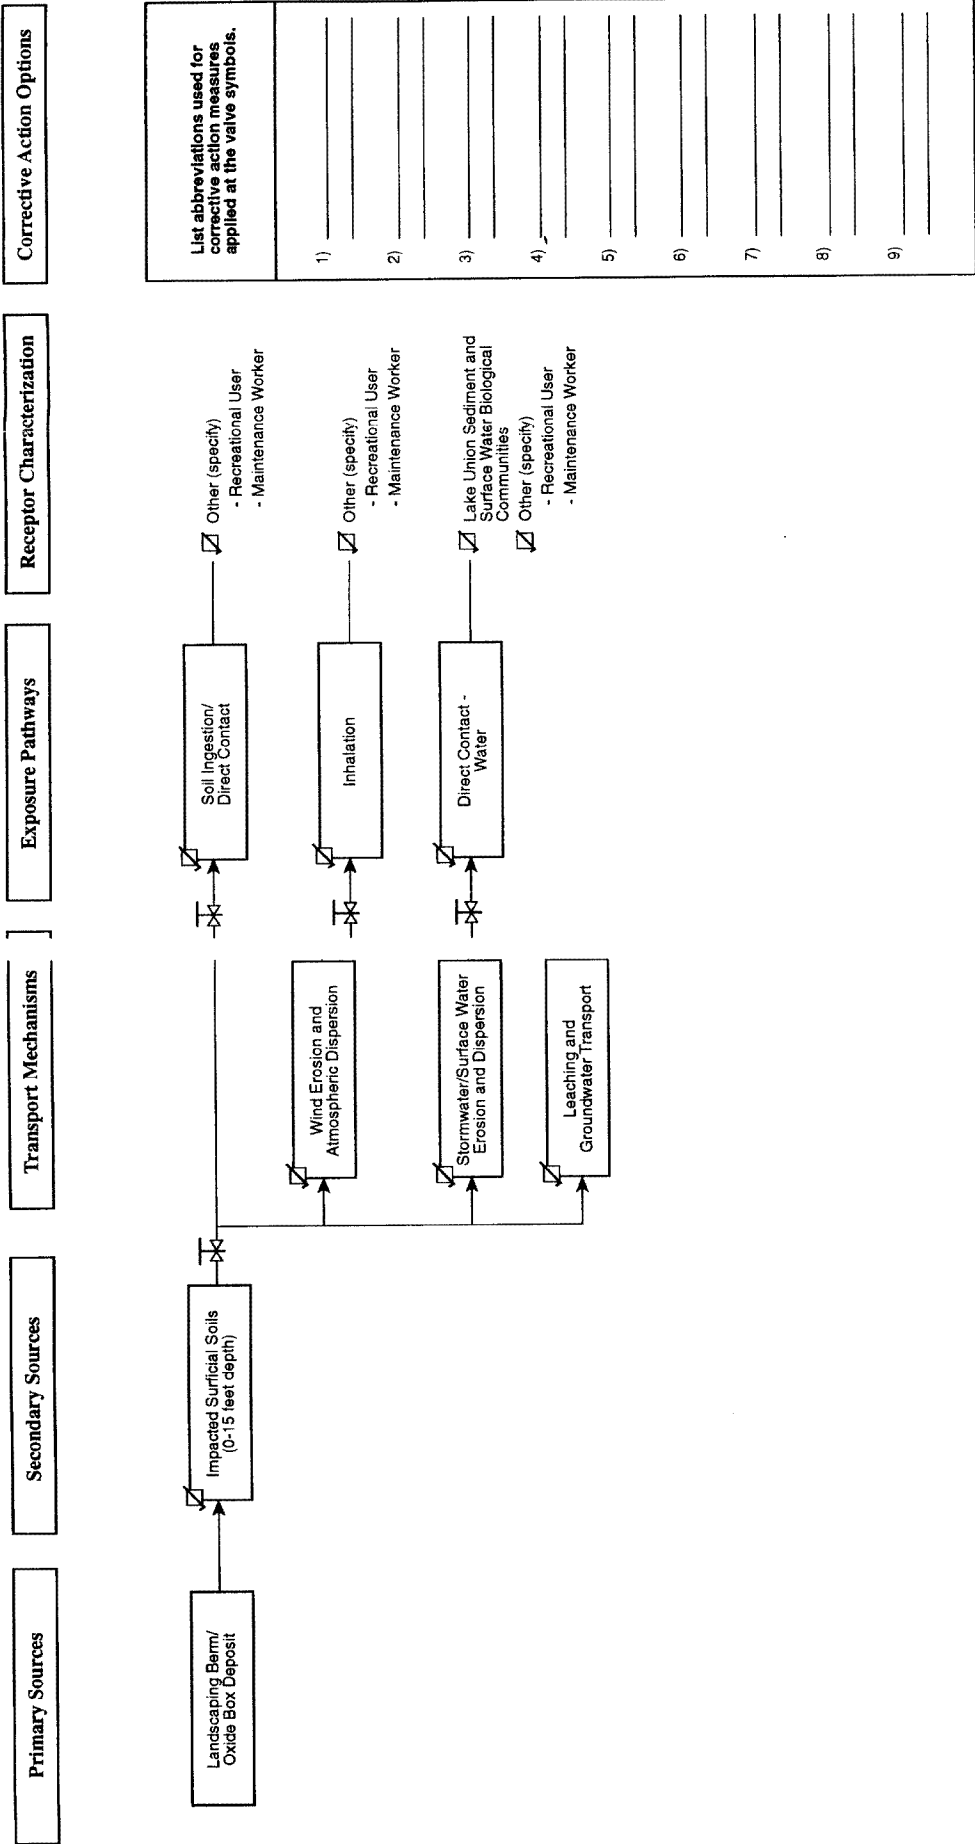 Primary Sources
Secondary Sources
Transport Mechanisms
Exposure Pathways
Receptor Characterization
Corrective Action Options
Landscaping Berm/
Oxide Box Deposit
Impacted Surficial Soils
(0-15 feet depth)
Wind Erosion and
Atmospheric Dispersion
Stormwater/Surface Water
Erosion and Dispersion
Leaching and
Groundwater Transport
Soil Ingestion/
Direct Contact
Inhalation
Direct Contact -
Water
Other (specify)
- Recreational User
- Maintenance Worker
Other (specify)
- Recreational User
- Maintenance Worker
Lake Union Sediment and
Surface Water Biological
Communities
Other (specify)
- Recreational User
- Maintenance Worker
List abbreviations used for
corrective action measures
applied at the valve symbols.
1)
2)
3)
4)
5)
6)
7)
8)
9)